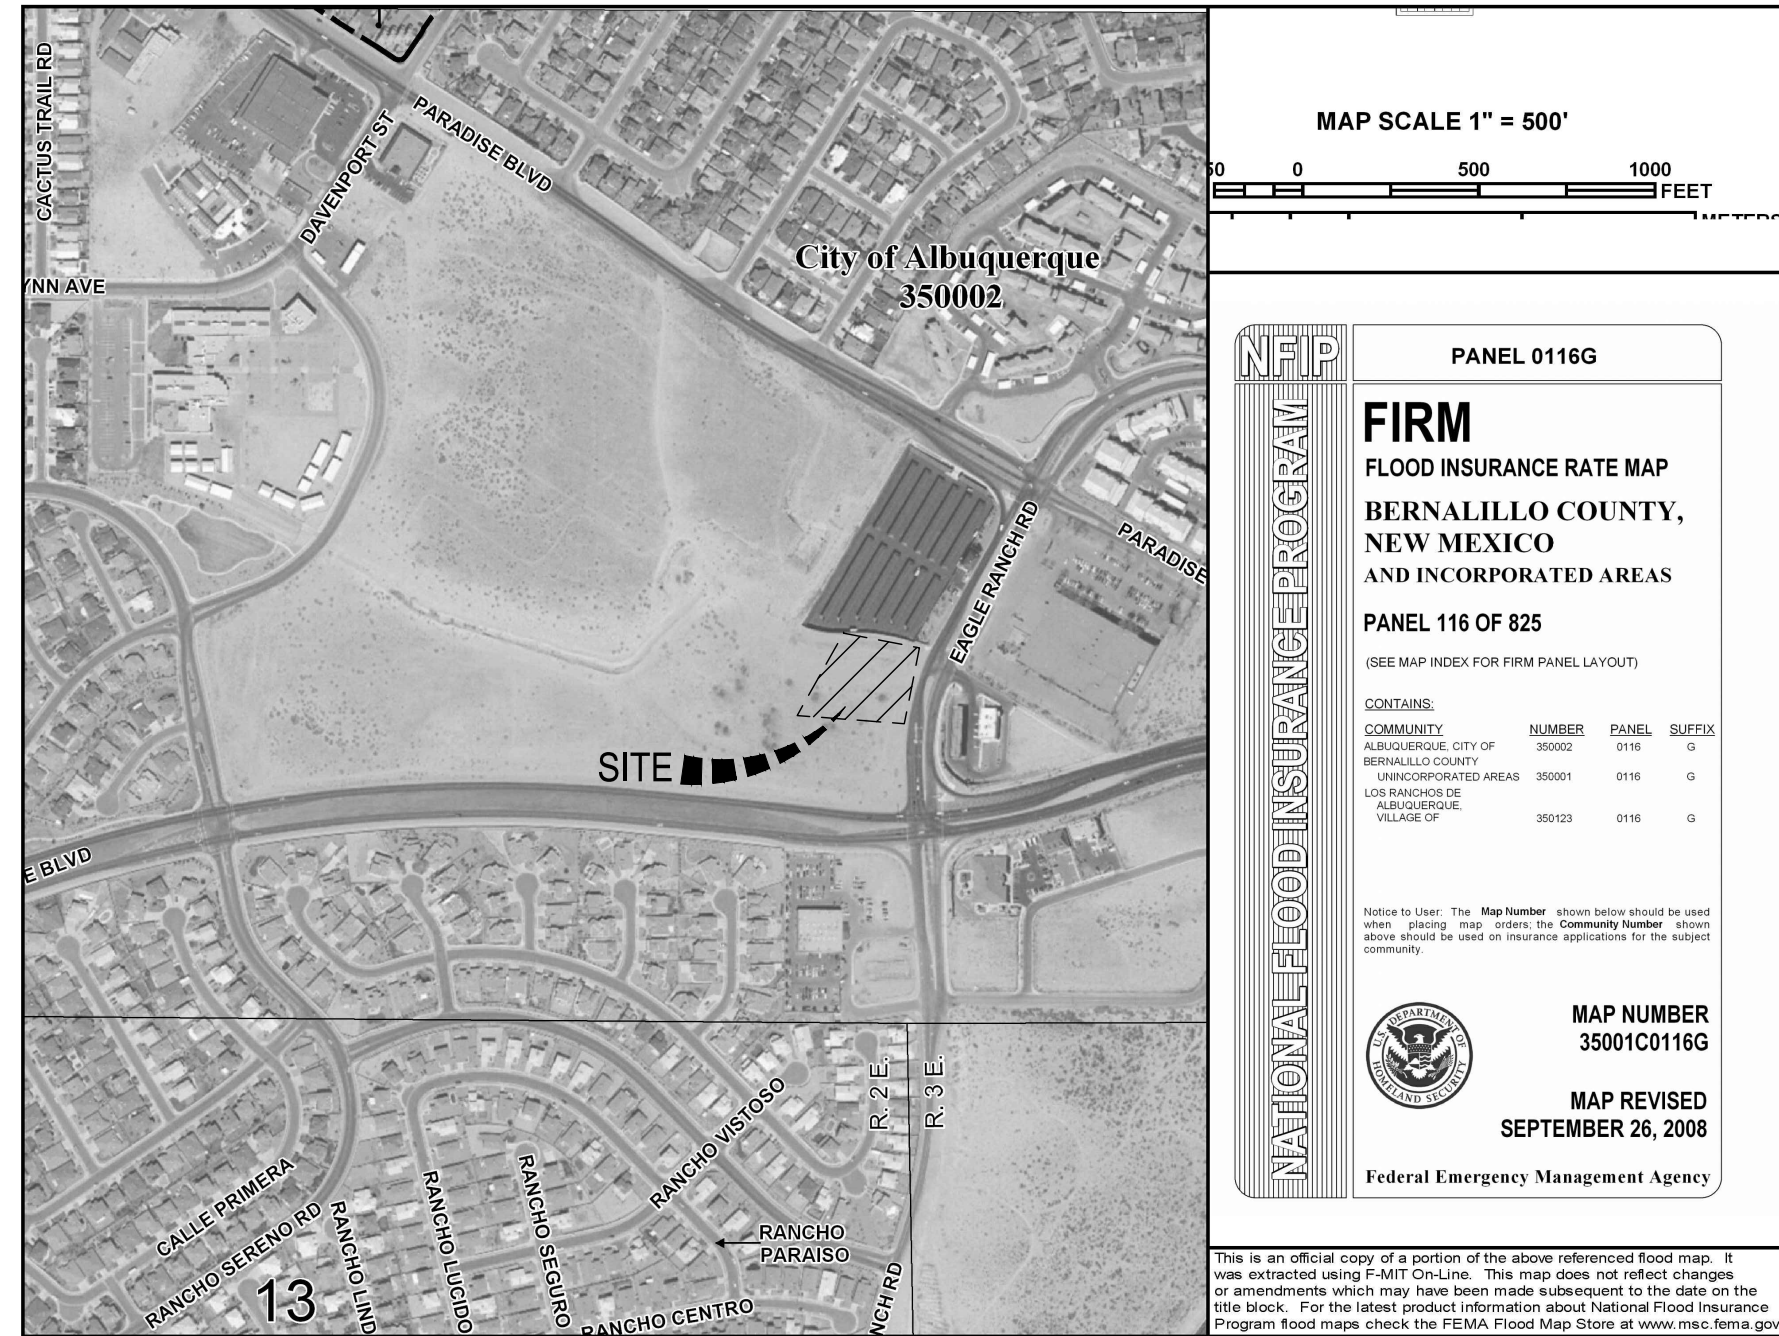 CACTUS TRAIL RD
DAVENPORT ST
PARADISE BLVD
YNN AVE
City of Albuquerque
350002
EAGLE RANCH RD
PARADISE
SITE
E BLVD
R. 2 E.
R. 3 E.
RANCHO VISTOSO
CALLE PRIMERA
RANCHO SERENO RD
RANCHO LIND
RANCHO LUCIDO
RANCHO SEGURO
RANCHO
PARAISO
RANCHO CENTRO
NCH RD
13
MAP SCALE 1" = 500'
50 0 500 1000
FEET
METERS
NFIP
NATIONAL FLOOD INSURANCE PROGRAM
PANEL 0116G
FIRM
FLOOD INSURANCE RATE MAP
BERNALILLO COUNTY,
NEW MEXICO
AND INCORPORATED AREAS
PANEL 116 OF 825
(SEE MAP INDEX FOR FIRM PANEL LAYOUT)
CONTAINS:
COMMUNITY NUMBER PANEL SUFFIX
ALBUQUERQUE, CITY OF 350002 0116 G
BERNALILLO COUNTY
UNINCORPORATED AREAS 350001 0116 G
LOS RANCHOS DE
ALBUQUERQUE,
VILLAGE OF 350123 0116 G
Notice to User: The Map Number shown below should be used
when placing map orders; the Community Number shown
above should be used on insurance applications for the subject
community.
U.S. DEPARTMENT OF HOMELAND SECURITY
MAP NUMBER
35001C0116G
MAP REVISED
SEPTEMBER 26, 2008
Federal Emergency Management Agency
This is an official copy of a portion of the above referenced flood map. It
was extracted using F-MIT On-Line. This map does not reflect changes
or amendments which may have been made subsequent to the date on the
title block. For the latest product information about National Flood Insurance
Program flood maps check the FEMA Flood Map Store at www.msc.fema.gov